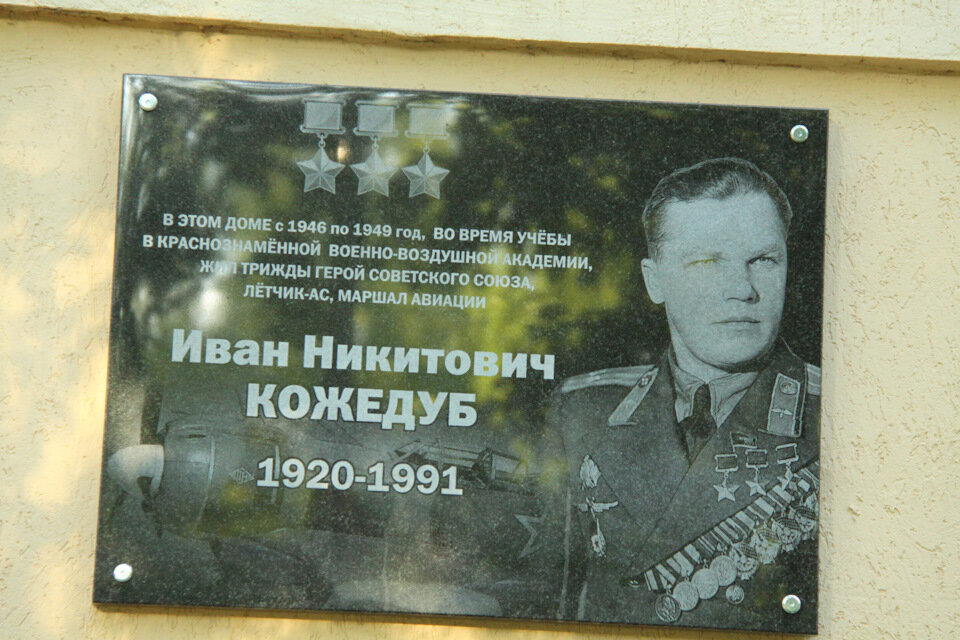 В ЭТОМ ДОМЕ с 1946 по 1949 год, ВО ВРЕМЯ УЧЁБЫ
В КРАСНОЗНАМЁННОЙ ВОЕННО-ВОЗДУШНОЙ АКАДЕМИИ,
ЖИЛ ТРИЖДЫ ГЕРОЙ СОВЕТСКОГО СОЮЗА,
ЛЁТЧИК-АС, МАРШАЛ АВИАЦИИ
Иван Никитович
КОЖЕДУБ
1920-1991